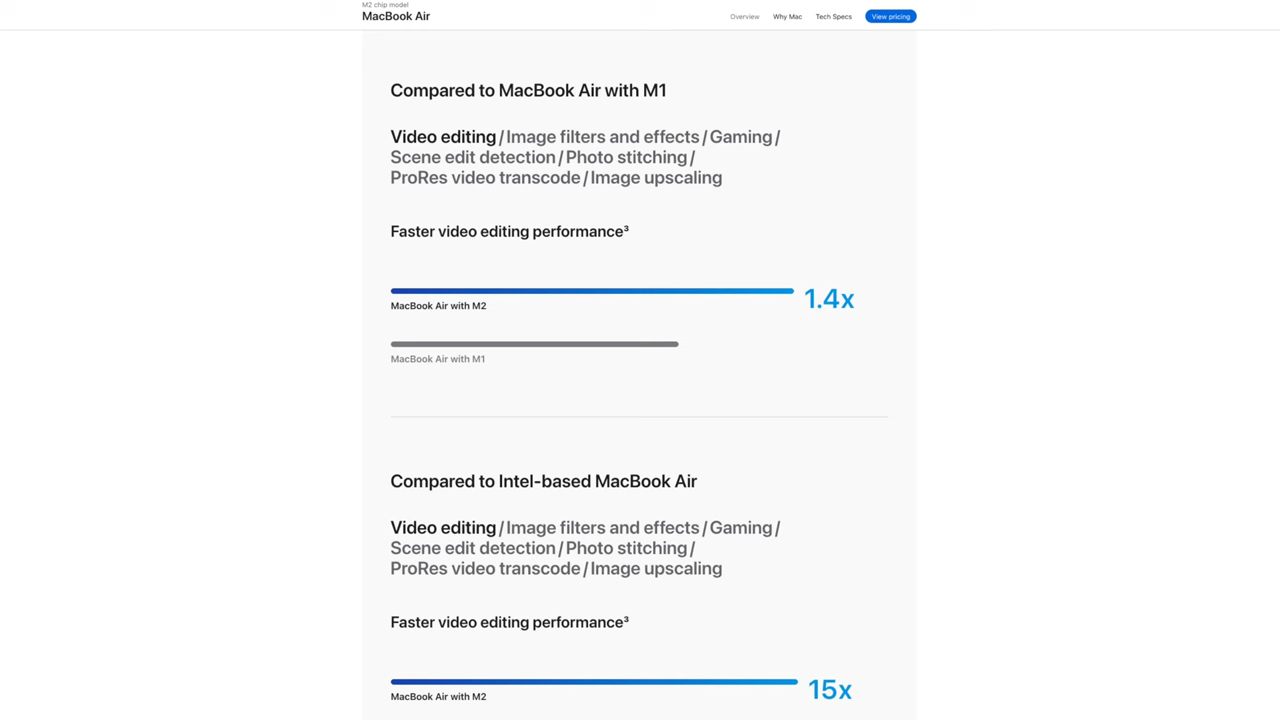 M2 chip model
MacBook Air
Overview
Why Mac
Tech Specs
View pricing
Compared to MacBook Air with M1
Video editing / Image filters and effects / Gaming /
Scene edit detection / Photo stitching /
ProRes video transcode / Image upscaling
Faster video editing performance³
1.4x
MacBook Air with M2
MacBook Air with M1
Compared to Intel-based MacBook Air
Video editing / Image filters and effects / Gaming /
Scene edit detection / Photo stitching /
ProRes video transcode / Image upscaling
Faster video editing performance³
15x
MacBook Air with M2